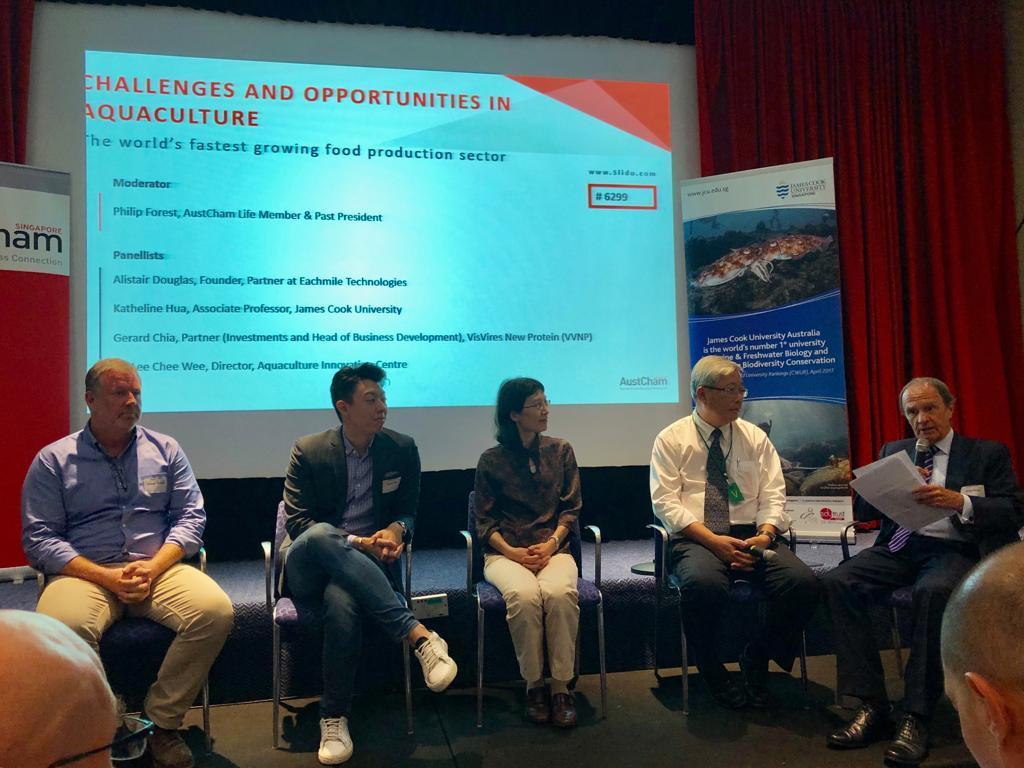 CHALLENGES AND OPPORTUNITIES IN
AQUACULTURE
The world's fastest growing food production sector
www.Slido.com
# 6299
Moderator
Philip Forest, AustCham Life Member & Past President
Panellists
Alistair Douglas, Founder, Partner at Eachmile Technologies
Katheline Hua, Associate Professor, James Cook University
Gerard Chia, Partner (Investments and Head of Business Development), VisVires New Protein (VVNP)
ee Chee Wee, Director, Aquaculture Innovation Centre
AustCham
SINGAPORE
ham
ss Connection
www.jcu.edu.sg
JAMES COOK
UNIVERSITY
SINGAPORE
James Cook University Australia
is the world's number 1* university
ine & Freshwater Biology and
Biodiversity Conservation
University Rankings (CWUR), April 2017